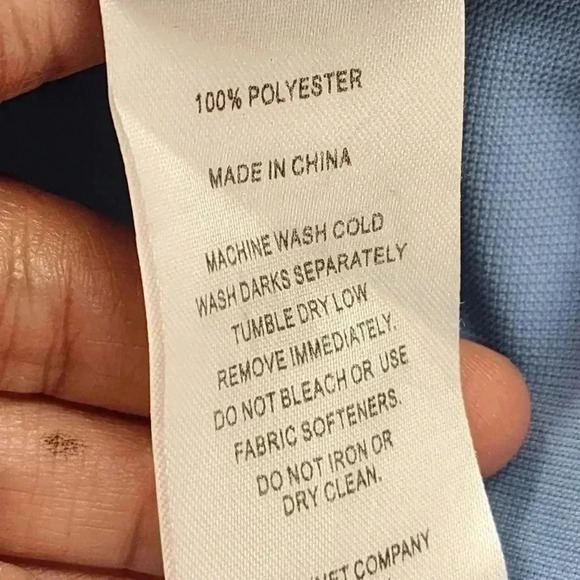 100% POLYESTER
MADE IN CHINA
MACHINE WASH COLD
WASH DARKS SEPARATELY
TUMBLE DRY LOW
REMOVE IMMEDIATELY.
DO NOT BLEACH OR USE
FABRIC SOFTENERS.
DO NOT IRON OR
DRY CLEAN.
COMPANY